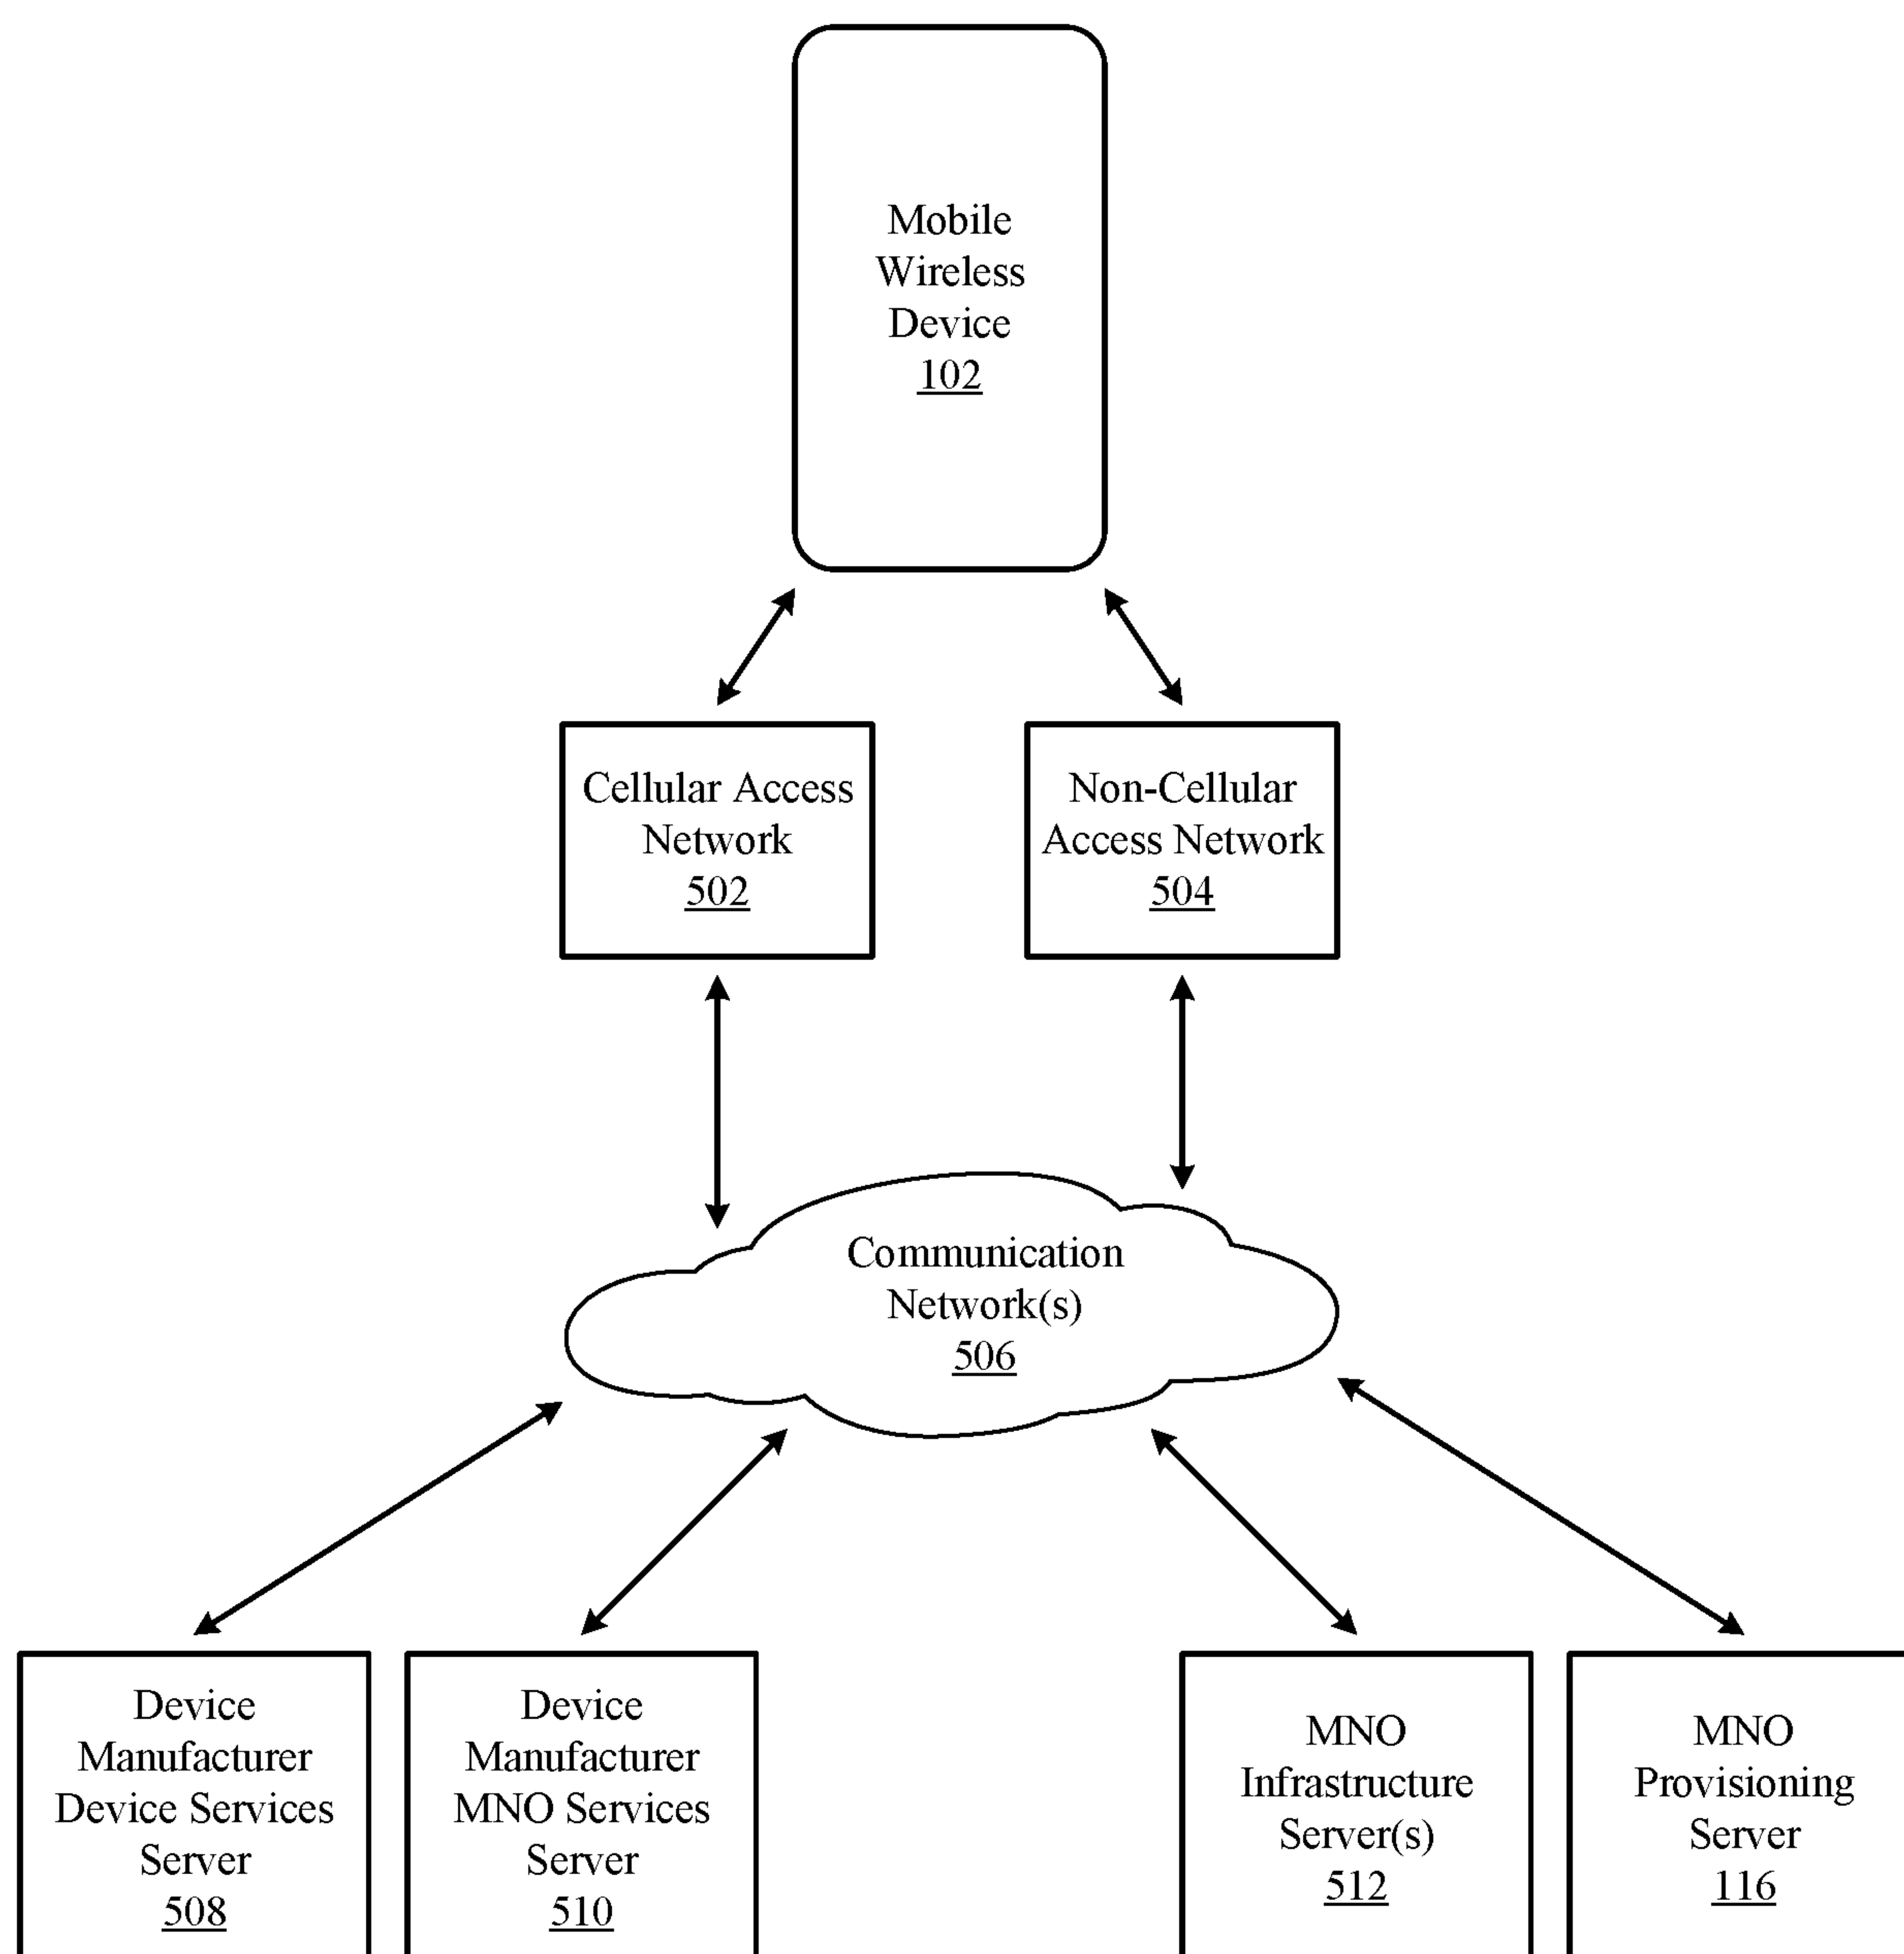 Mobile
Wireless
Device
102
Cellular Access
Network
502
Non-Cellular
Access Network
504
Communication
Network(s)
506
Device
Manufacturer
Device Services
Server
508
Device
Manufacturer
MNO Services
Server
510
MNO
Infrastructure
Server(s)
512
MNO
Provisioning
Server
116